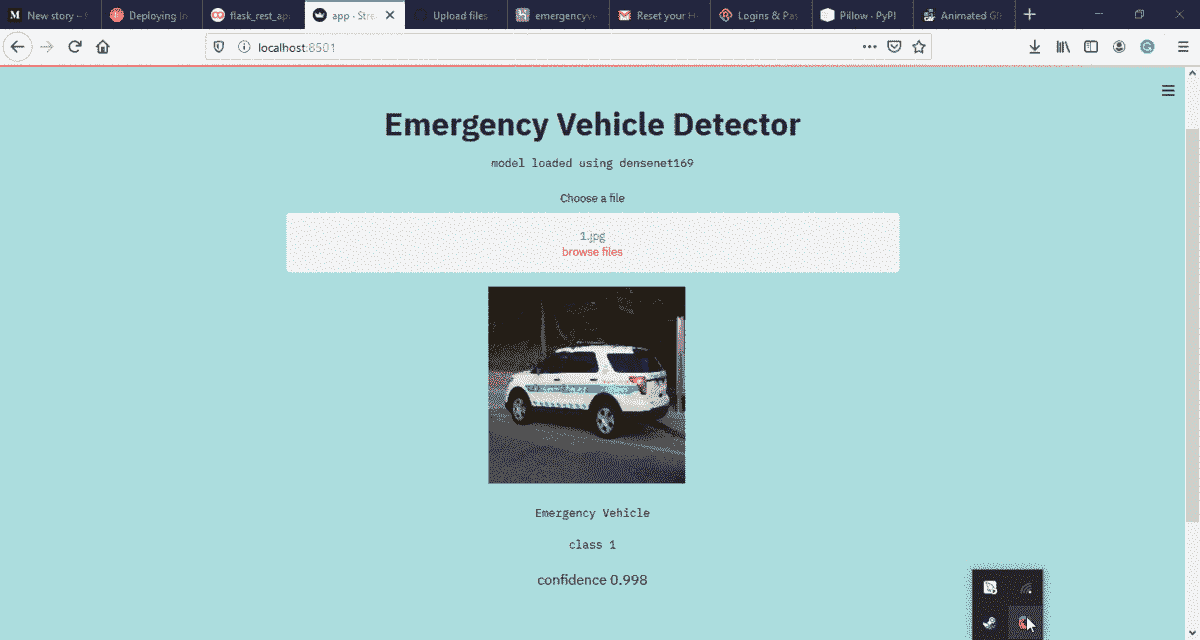 New story –
Deploying In
flask_rest_ap
app · Stre
Upload files
emergencyve
Reset your H
Logins & Pas
Pillow · PyPI
Animated GI
localhost:8501
Emergency Vehicle Detector
model loaded using densenet169
Choose a file
1.jpg
browse files
Emergency Vehicle
class 1
confidence 0.998